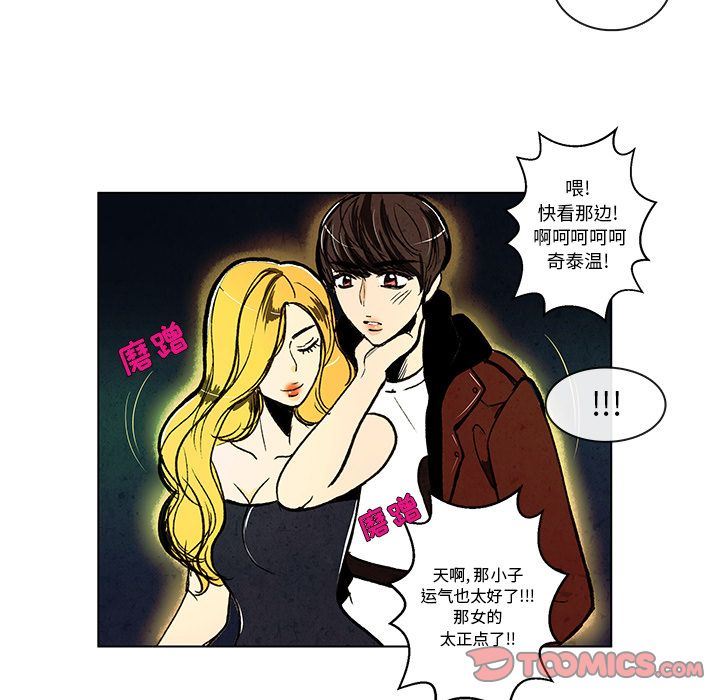 喂!
快看那边!
啊呵呵呵呵
奇泰温!
磨蹭
!!!
磨蹭
天啊, 那小子
运气也太好了!!!
那女的
太正点了!!
TOOMICS.COM